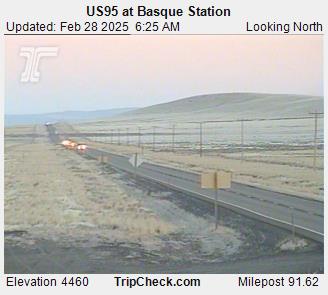 US95 at Basque Station
Updated: Feb 28 2025 6:25 AM Looking North
Elevation 4460 TripCheck.com Milepost 91.62